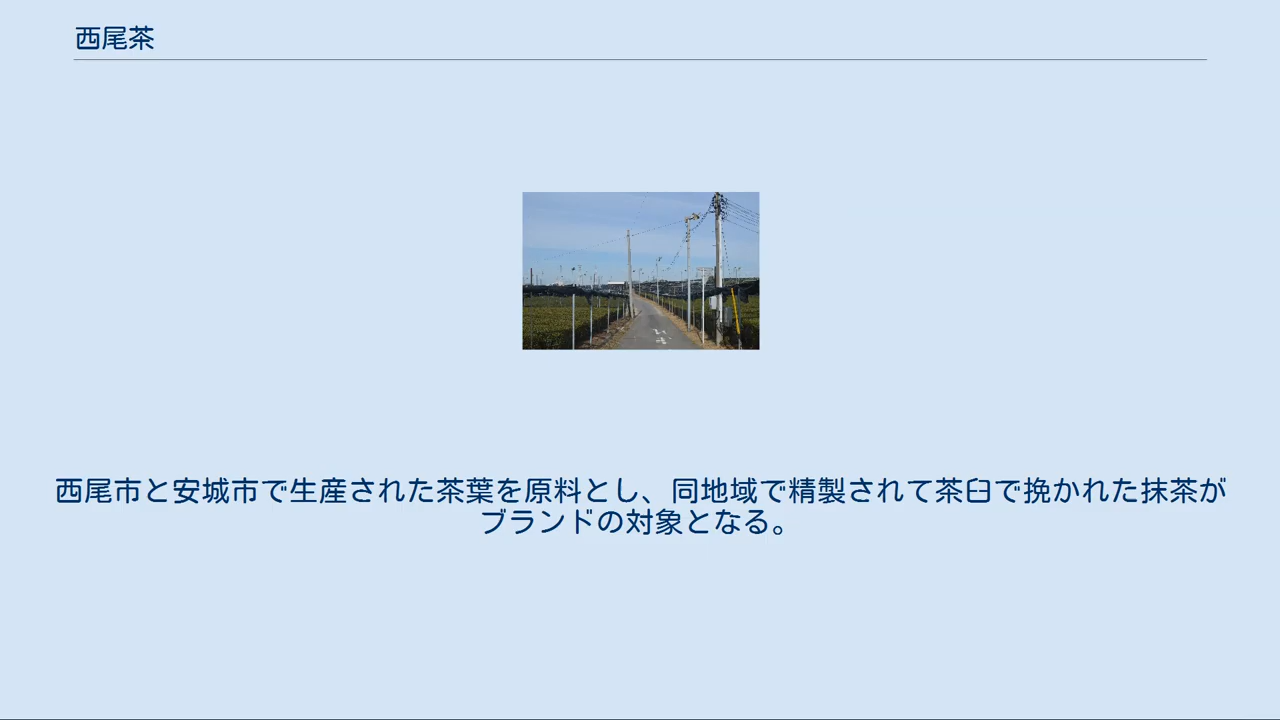 西尾茶
西尾市と安城市で生産された茶葉を原料とし、同地域で精製されて茶臼で挽かれた抹茶が
ブランドの対象となる。